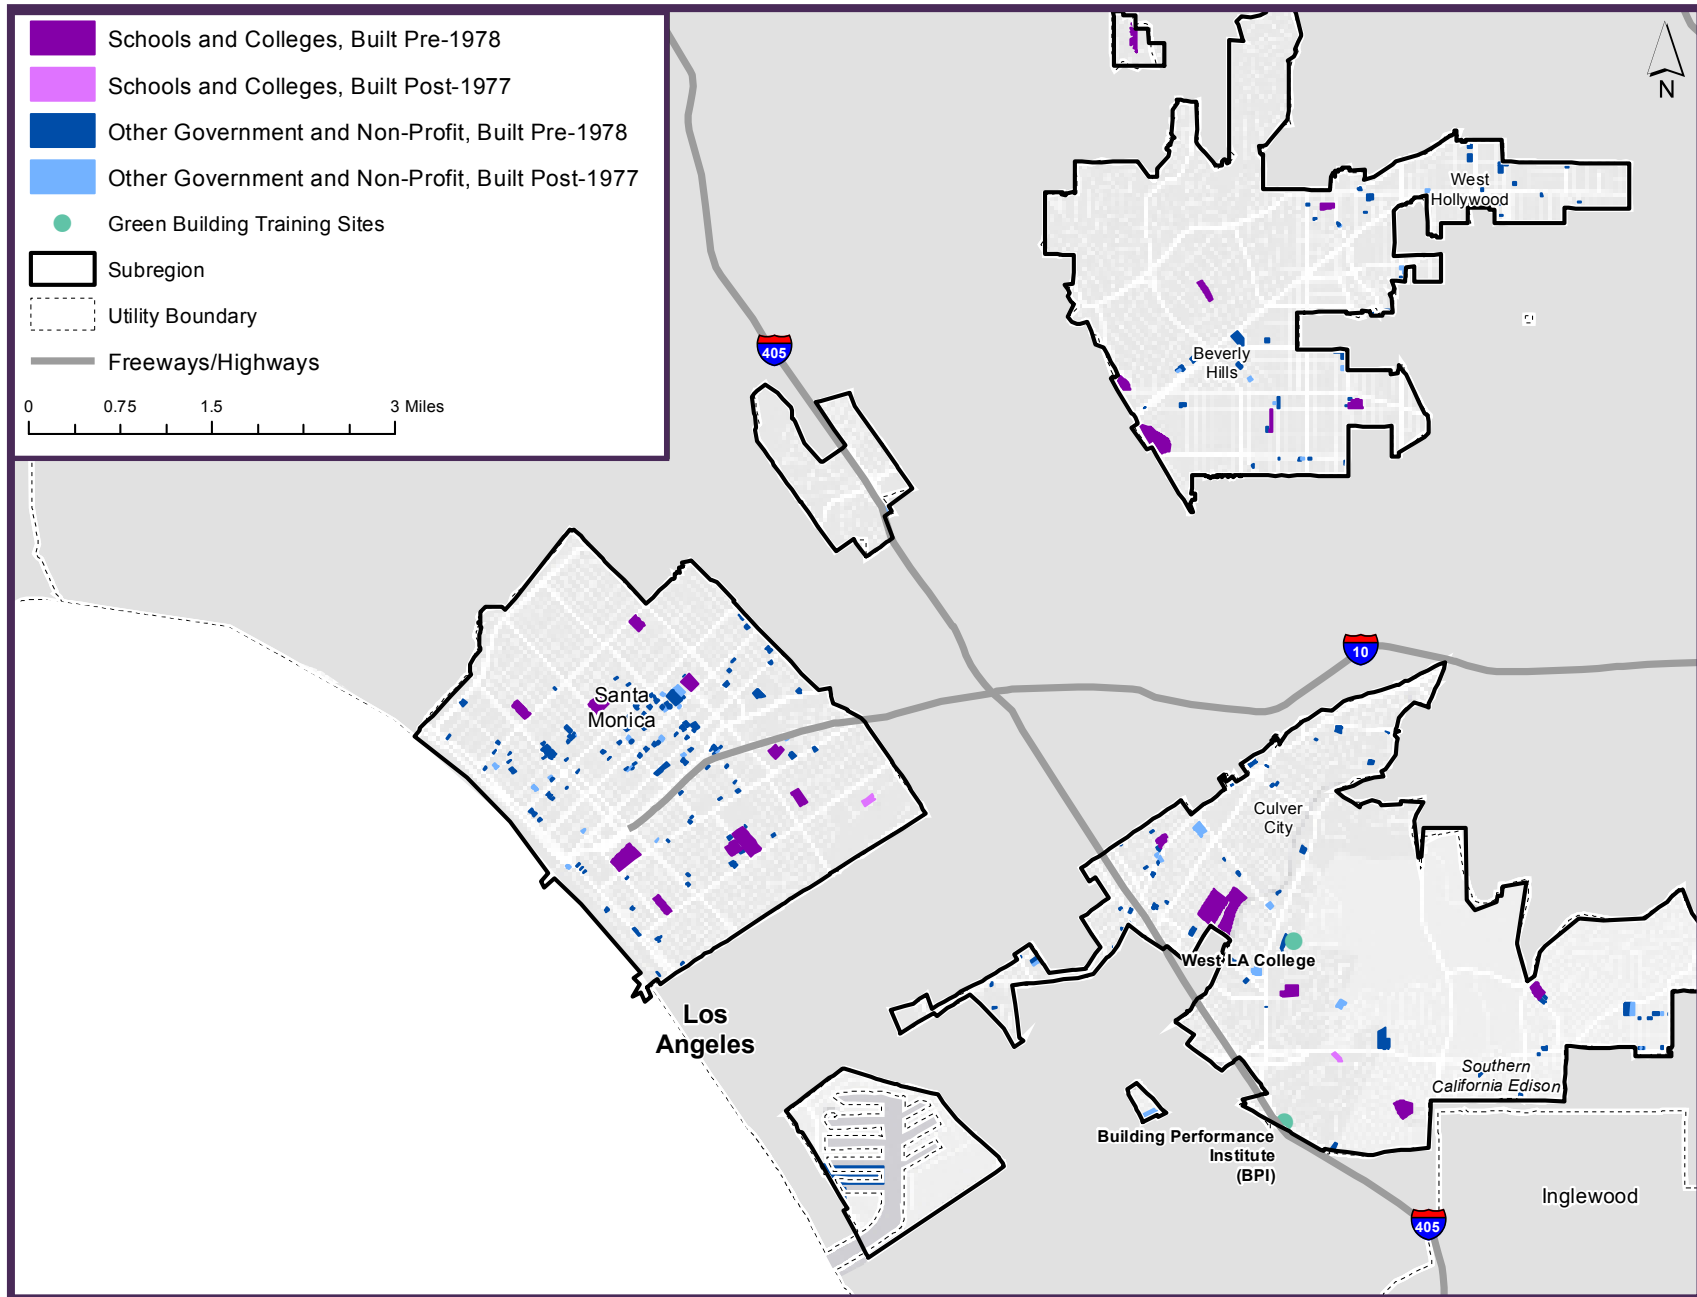 Schools and Colleges, Built Pre-1978
Schools and Colleges, Built Post-1977
Other Government and Non-Profit, Built Pre-1978
Other Government and Non-Profit, Built Post-1977
Green Building Training Sites
Subregion
Utility Boundary
Freeways/Highways
0 0.75 1.5 3 Miles
N
West
Hollywood
405
Beverly
Hills
10
Santa
Monica
Culver
City
West LA College
Los
Angeles
Southern
California Edison
Building Performance
Institute
(BPI)
Inglewood
405